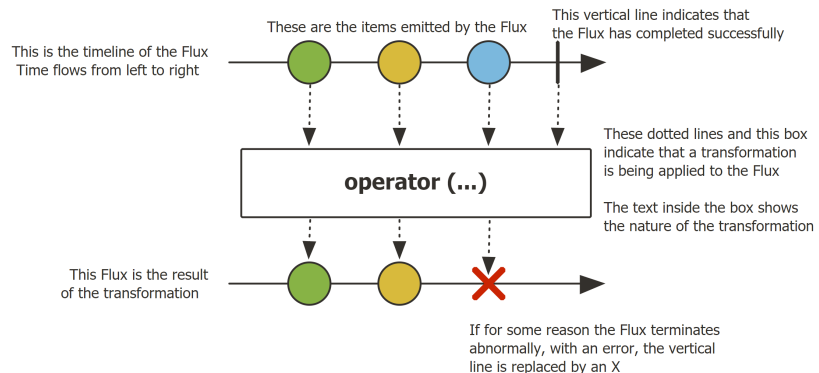 These are the items emitted by the Flux
This vertical line indicates that
the Flux has completed successfully
This is the timeline of the Flux
Time flows from left to right
These dotted lines and this box
indicate that a transformation
is being applied to the Flux
operator (...)
The text inside the box shows
the nature of the transformation
This Flux is the result
of the transformation
If for some reason the Flux terminates
abnormally, with an error, the vertical
line is replaced by an X